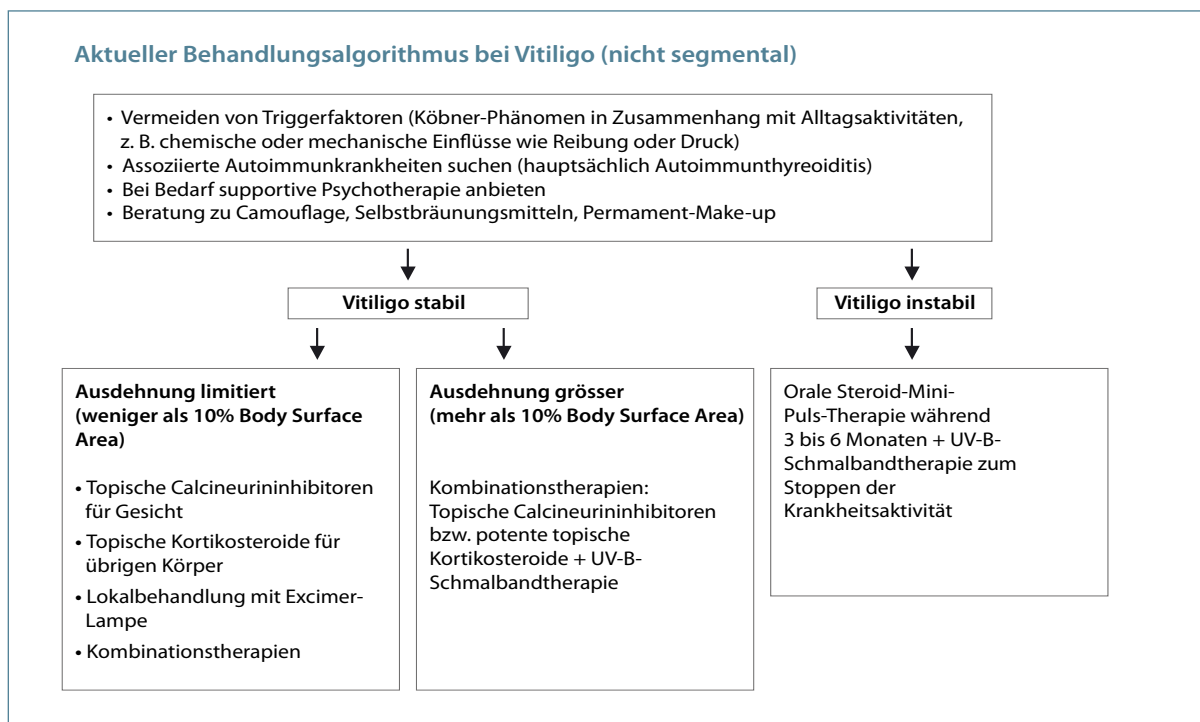 Aktueller Behandlungsalgorithmus bei Vitiligo (nicht segmental)
• Vermeiden von Triggerfaktoren (Köbner-Phänomen in Zusammenhang mit Alltagsaktivitäten,
z. B. chemische oder mechanische Einflüsse wie Reibung oder Druck)
• Assoziierte Autoimmunkrankheiten suchen (hauptsächlich Autoimmunthyreoiditis)
• Bei Bedarf supportive Psychotherapie anbieten
• Beratung zu Camouflage, Selbstbräunungsmitteln, Permament-Make-up
Vitiligo stabil
Vitiligo instabil
Ausdehnung limitiert
(weniger als 10% Body Surface
Area)
• Topische Calcineurininhibitoren
für Gesicht
• Topische Kortikosteroide für
übrigen Körper
• Lokalbehandlung mit Excimer-
Lampe
• Kombinationstherapien
Ausdehnung grösser
(mehr als 10% Body Surface Area)
Kombinationstherapien:
Topische Calcineurininhibitoren
bzw. potente topische
Kortikosteroide + UV-B-
Schmalbandtherapie
Orale Steroid-Mini-
Puls-Therapie während
3 bis 6 Monaten + UV-B-
Schmalbandtherapie zum
Stoppen der
Krankheitsaktivität